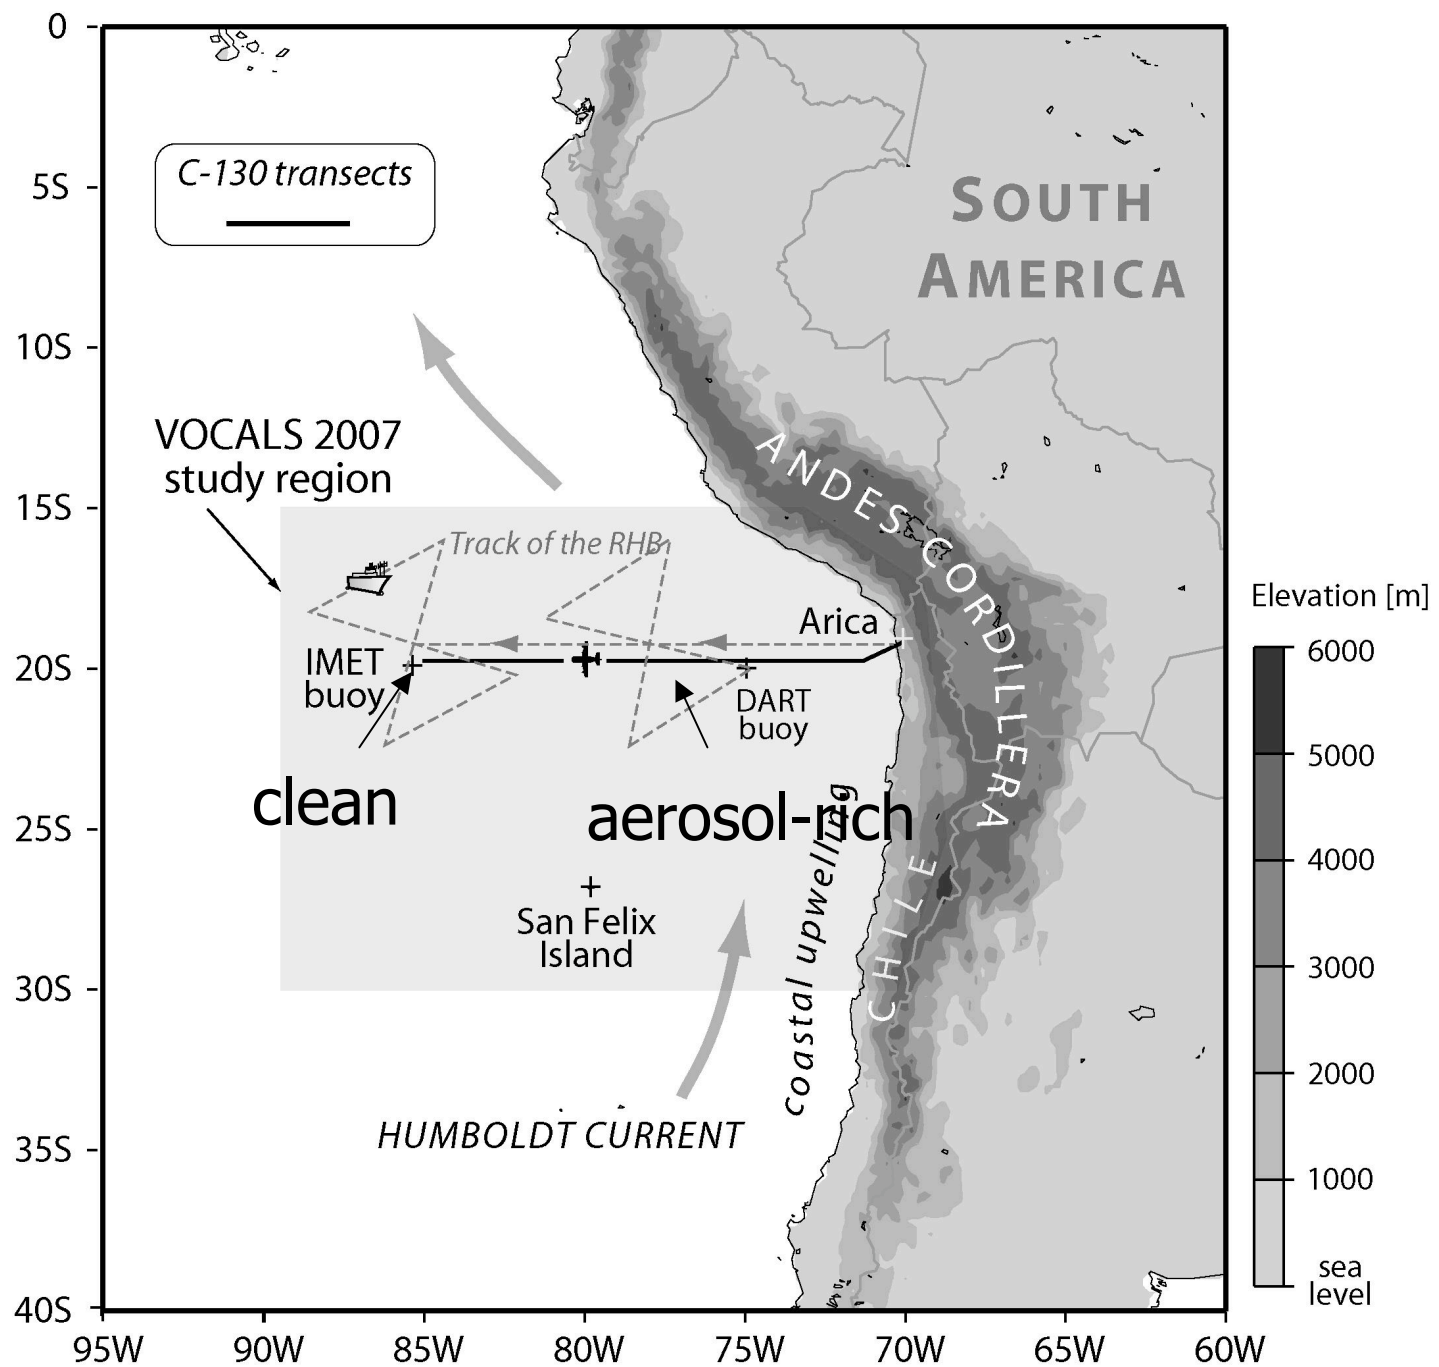 0
5S
10S
15S
20S
25S
30S
35S
40S
95W
90W
85W
80W
75W
70W
65W
60W
C-130 transects
SOUTH
AMERICA
VOCALS 2007
study region
ANDES CORDILLERA
Track of the RHB
Arica
IMET
buoy
DART
buoy
clean
aerosol-rich
coastal upwelling
CHILE
San Felix
Island
HUMBOLDT CURRENT
Elevation [m]
6000
5000
4000
3000
2000
1000
sea
level